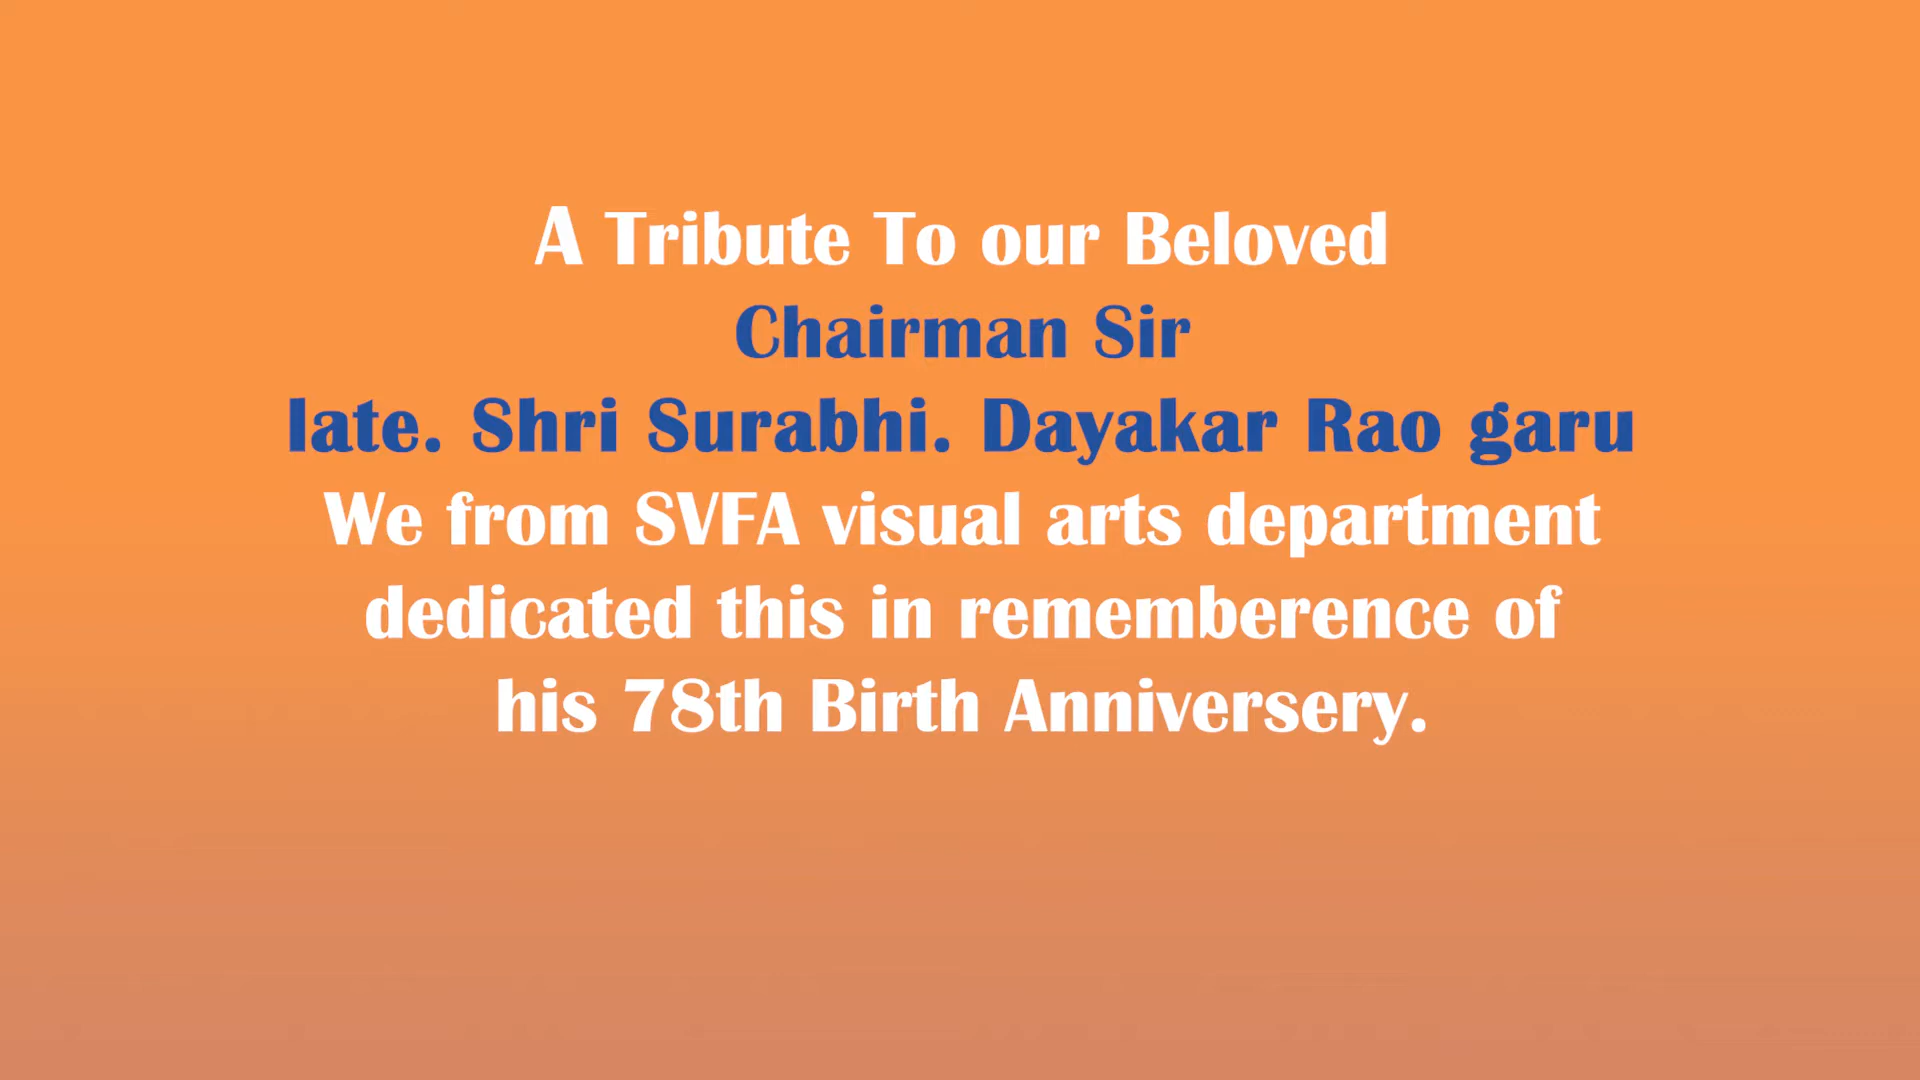 A Tribute To our Beloved
Chairman Sir
late. Shri Surabhi. Dayakar Rao garu
We from SVFA visual arts department
dedicated this in rememberence of
his 78th Birth Anniversery.